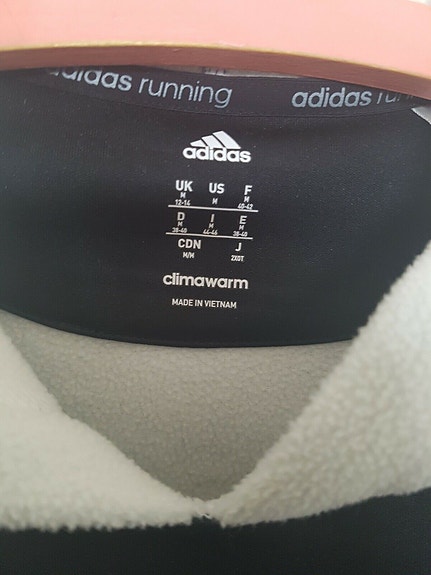 adidas running
adidas ru
adidas
UK US F
M M M
12-14 40-42
D I E
M M M
38-40 44-46 38-40
CDN J
M/M 2XOT
climawarm
MADE IN VIETNAM